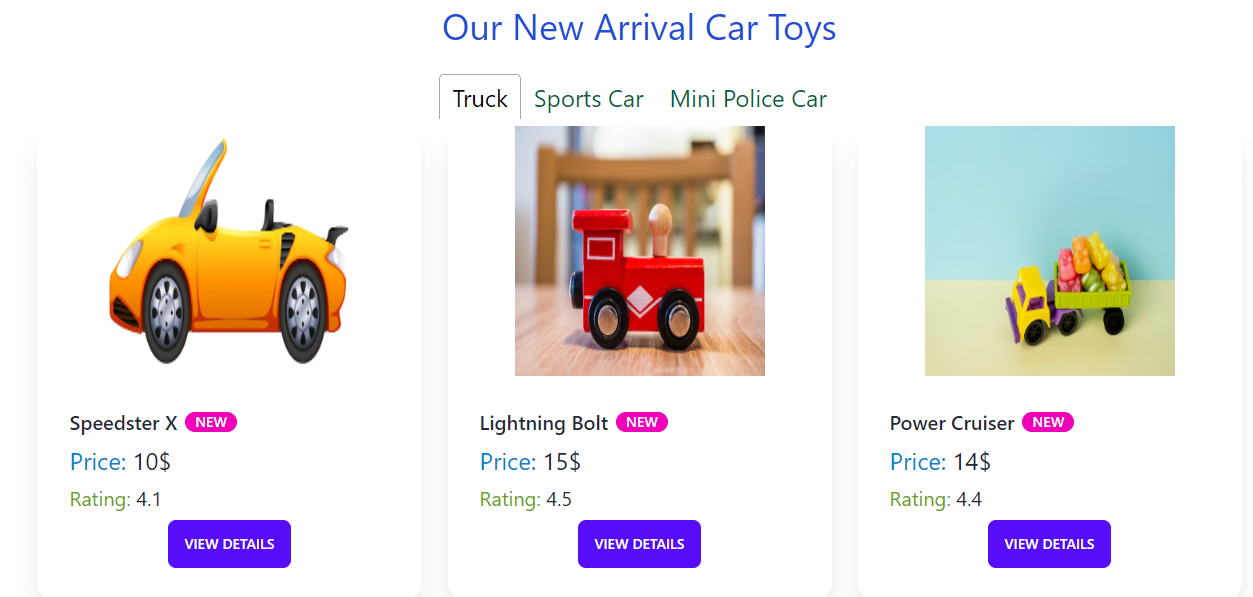 Our New Arrival Car Toys
Truck Sports Car Mini Police Car
Speedster X NEW
Price: 10$
Rating: 4.1
VIEW DETAILS
Lightning Bolt NEW
Price: 15$
Rating: 4.5
VIEW DETAILS
Power Cruiser NEW
Price: 14$
Rating: 4.4
VIEW DETAILS